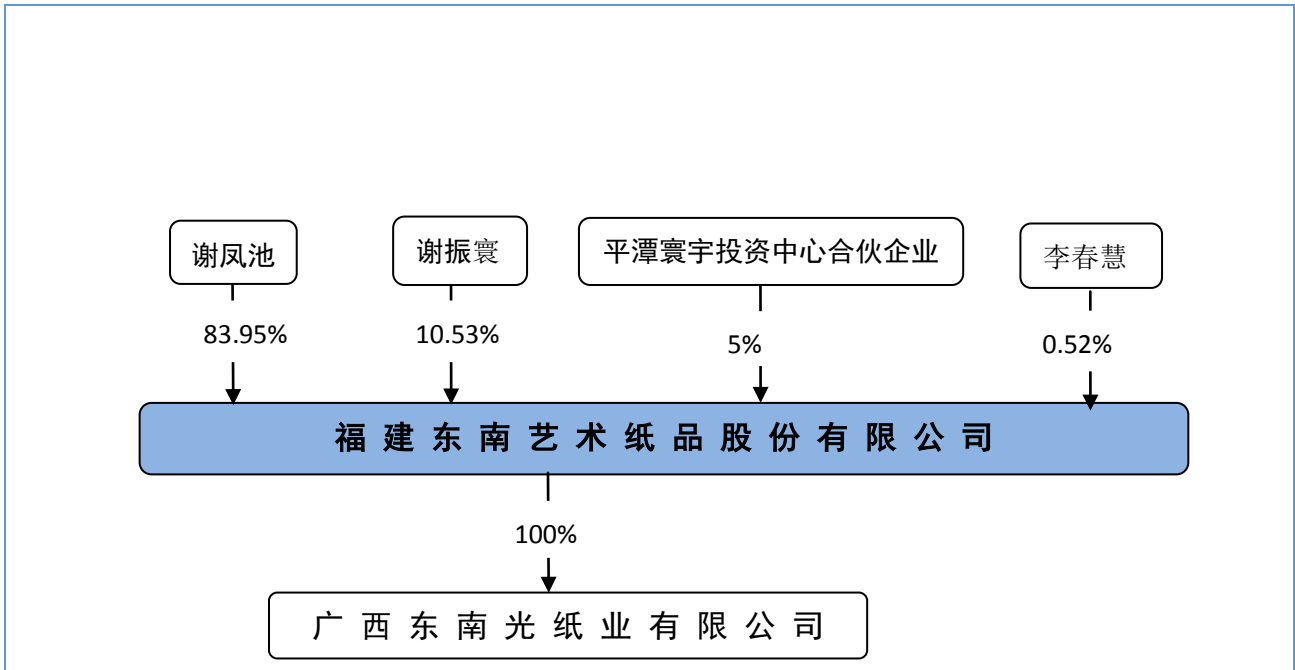 谢凤池
谢振寰
平潭寰宇投资中心合伙企业
李春慧
83.95%
10.53%
5%
0.52%
福建东南艺术纸品股份有限公司
100%
广西东南光纸业有限公司